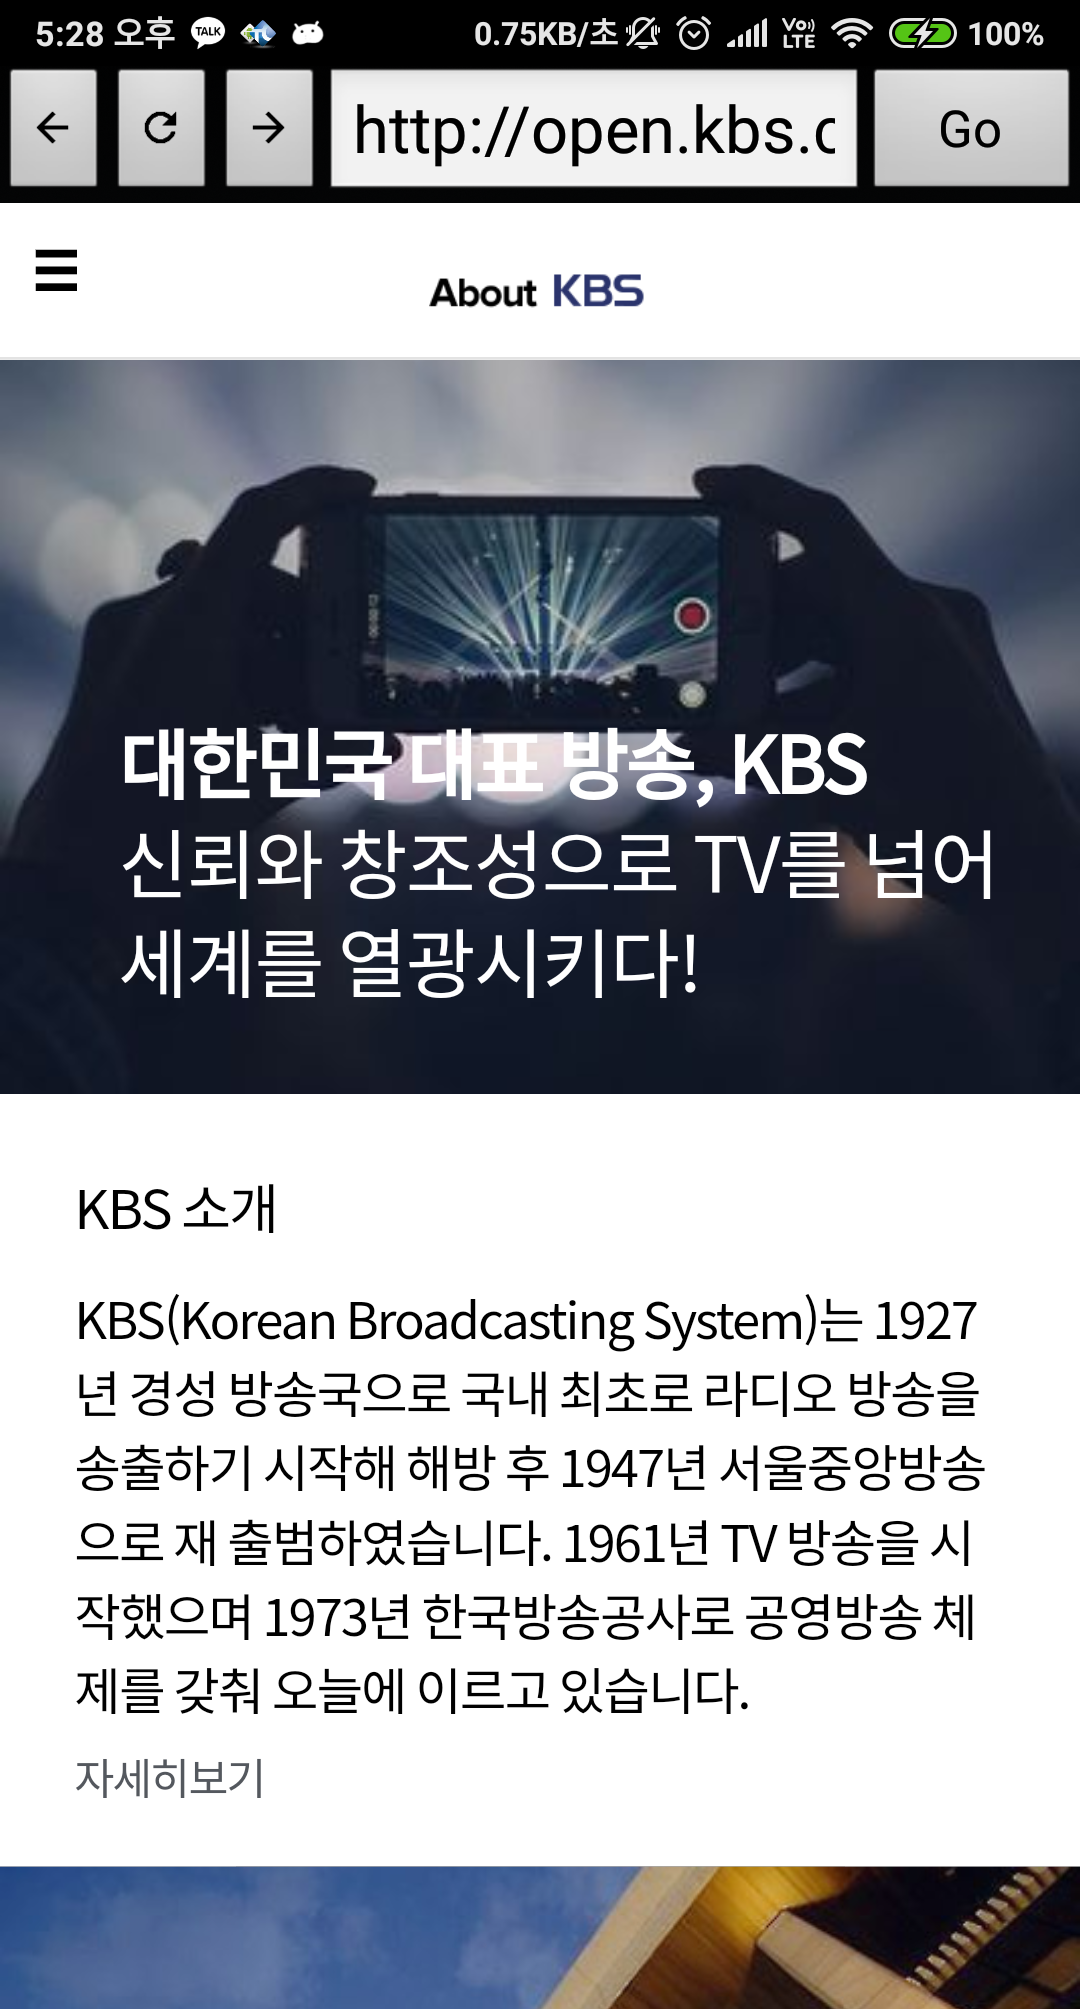 5:28 오후 TALK 0.75KB/초 Vo)) LTE 100%
http://open.kbs.c Go
About KBS
대한민국 대표 방송, KBS
신뢰와 창조성으로 TV를 넘어
세계를 열광시키다!
KBS 소개
KBS(Korean Broadcasting System)는 1927
년 경성 방송국으로 국내 최초로 라디오 방송을
송출하기 시작해 해방 후 1947년 서울중앙방송
으로 재 출범하였습니다. 1961년 TV 방송을 시
작했으며 1973년 한국방송공사로 공영방송 체
제를 갖춰 오늘에 이르고 있습니다.
자세히보기